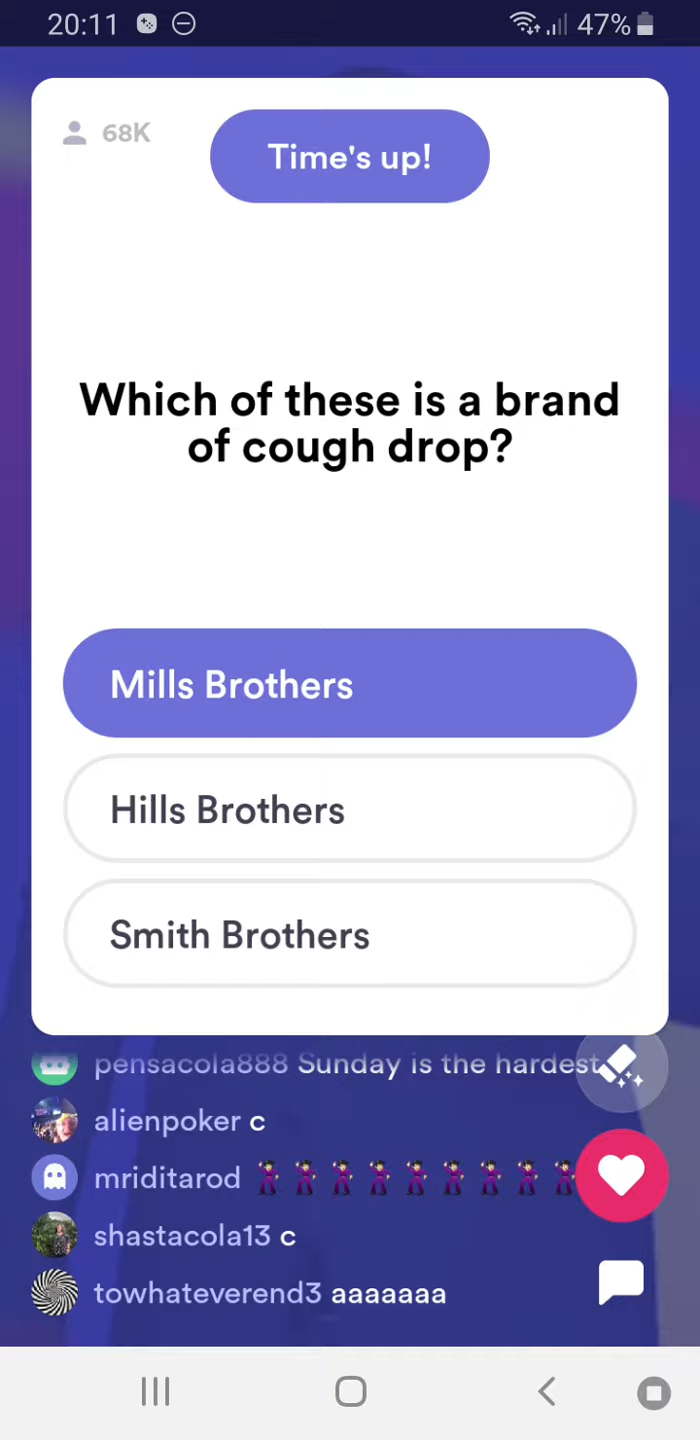 20:11
47%
68K
Time's up!
Which of these is a brand
of cough drop?
Mills Brothers
Hills Brothers
Smith Brothers
pensacola888 Sunday is the hardest
alienpoker c
mriditarod
shastacola13 c
towhateverend3 aaaaaaa